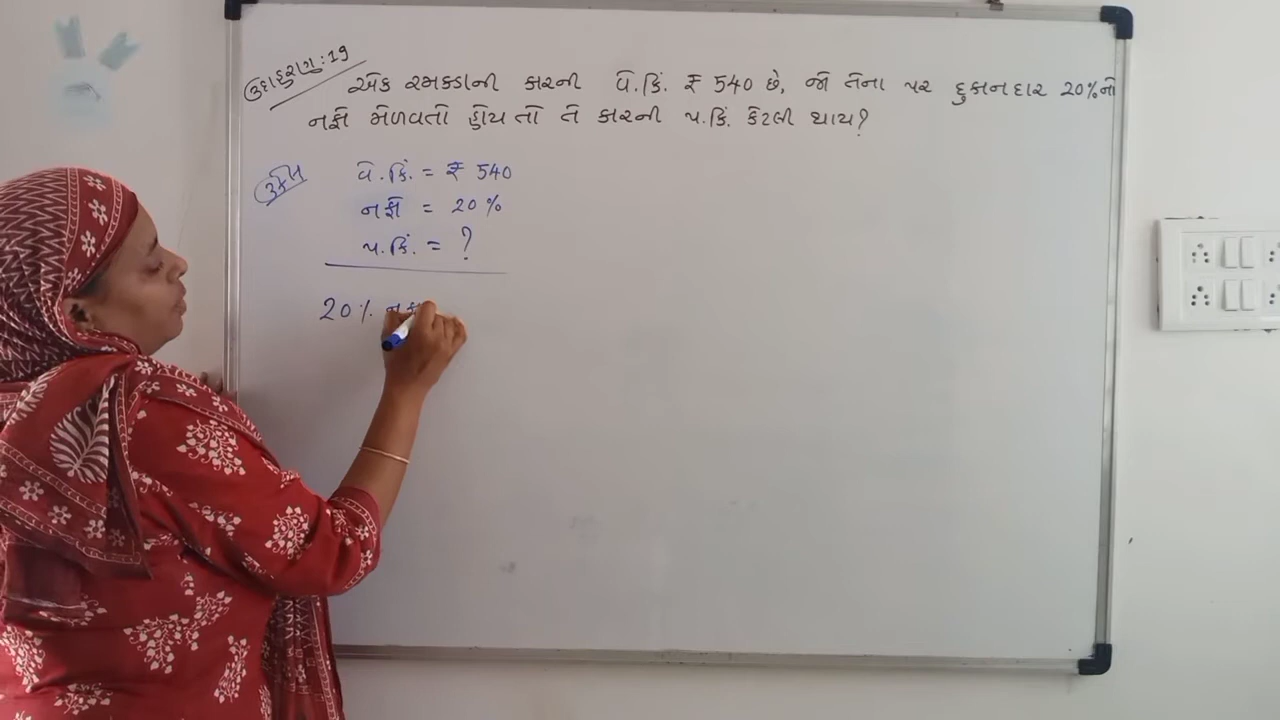 ઉદાહરણ : 19 એક રમકડાની કારની વે.કિં. ₹ 540 છે, જો તેના પર દુકાનદાર 20% નો
નફો મેળવતો હોય તો તે કારની પ.કિં. કેટલી થાય?
ઉકેલ વે.કિં. = ₹ 540
નફો = 20%
પ.કિં. = ?
20% નફ